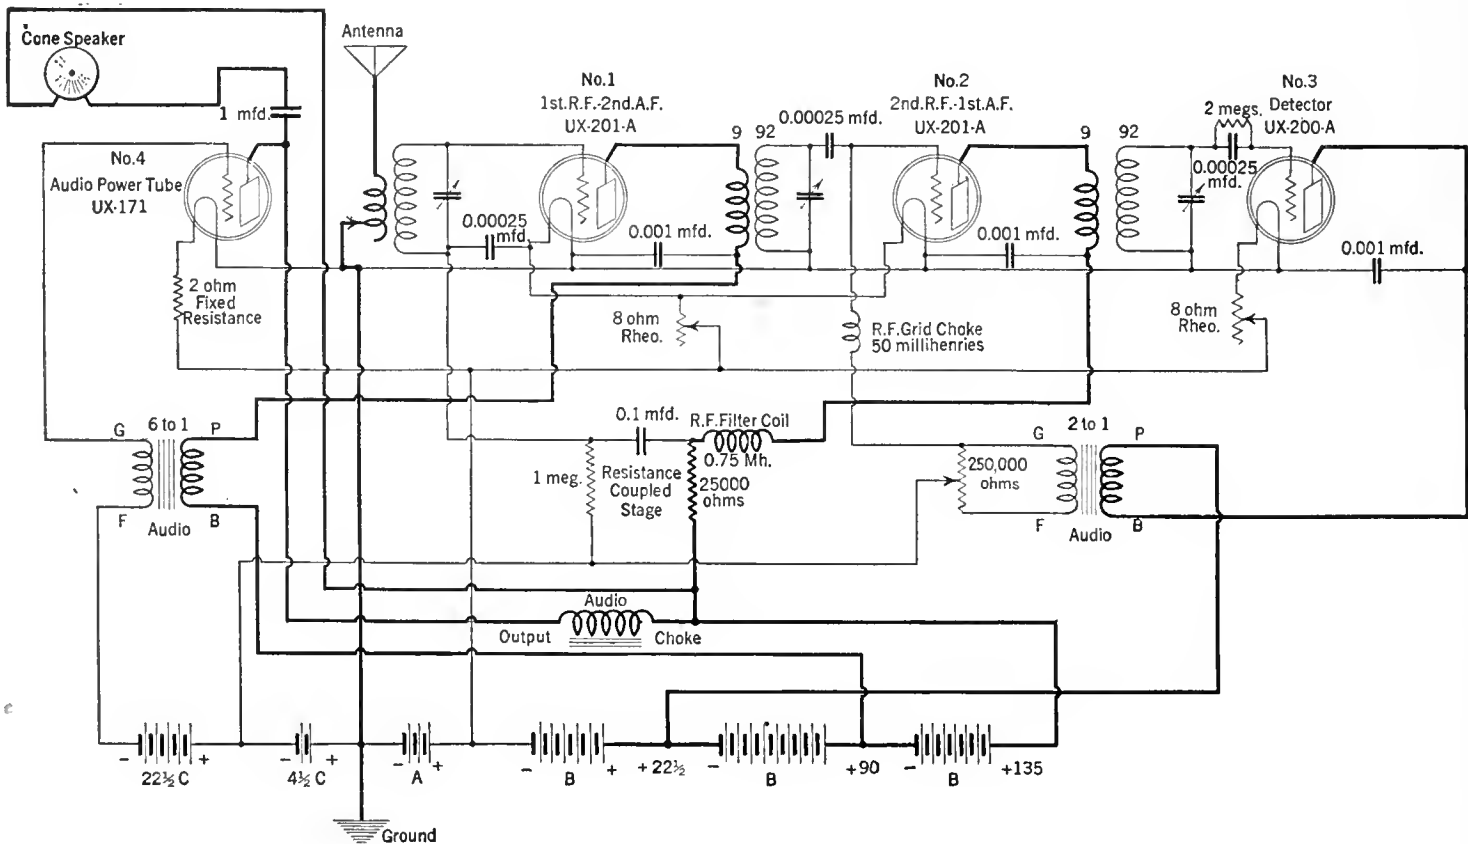 Cone Speaker
1 mfd.
Antenna
No.1
1st.R.F.-2nd.A.F.
UX-201-A
No.2
2nd.R.F.-1st.A.F.
UX-201-A
No.3
Detector
UX-200-A
2 megs.
0.00025
mfd.
No.4
Audio Power Tube
UX-171
9 92
0.00025 mfd.
9 92
0.00025
mfd.
0.001 mfd.
0.001 mfd.
0.001 mfd.
2 ohm
Fixed
Resistance
8 ohm
Rheo.
R.F.Grid Choke
50 millihenries
8 ohm
Rheo.
G 6 to 1 P
F B
Audio
0.1 mfd.
R.F.Filter Coil
0.75 Mh.
1 meg.
Resistance
Coupled
Stage
25000
ohms
G 2 to 1 P
250,000
ohms
F B
Audio
Audio
Output Choke
- +
22½ C
- +
4½ C
- +
A
- +
B
+22½
-
B
+90
-
B
+135
Ground